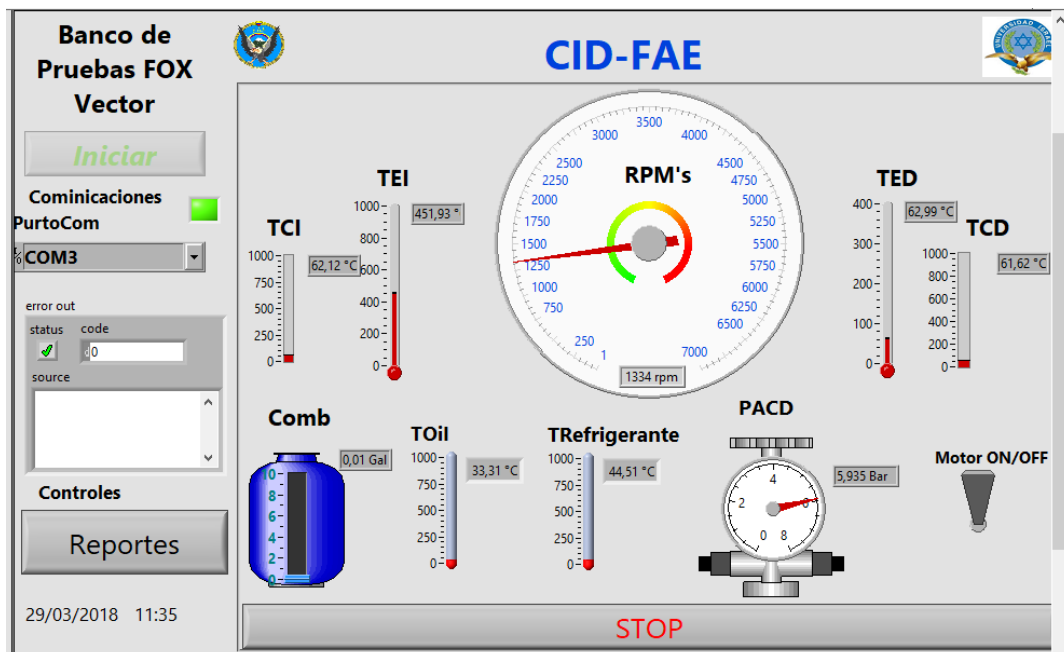 Banco de
Pruebas FOX
Vector
Iniciar
Cominicaciones
PurtoCom
COM3
error out
status code
0
source
Controles
Reportes
29/03/2018 11:35
CID-FAE
UNIVERSIDAD ISRAEL
RPM's
1
250
750
1000
1250
1500
1750
2000
2250
2500
3000
3500
4000
4500
4750
5000
5250
5500
5750
6000
6250
6500
7000
1334 rpm
TCI
1000
750
500
250
0
62,12 °C
TEI
1000
800
600
400
200
0
451,93 °
TED
400
300
200
100
0
62,99 °C
TCD
1000
800
600
400
200
0
61,62 °C
Comb
10
8
6
4
2
0
0,01 Gal
TOil
1000
750
500
250
0
33,31 °C
TRefrigerante
1000
750
500
250
0
44,51 °C
PACD
0
2
4
6
8
5,935 Bar
Motor ON/OFF
STOP